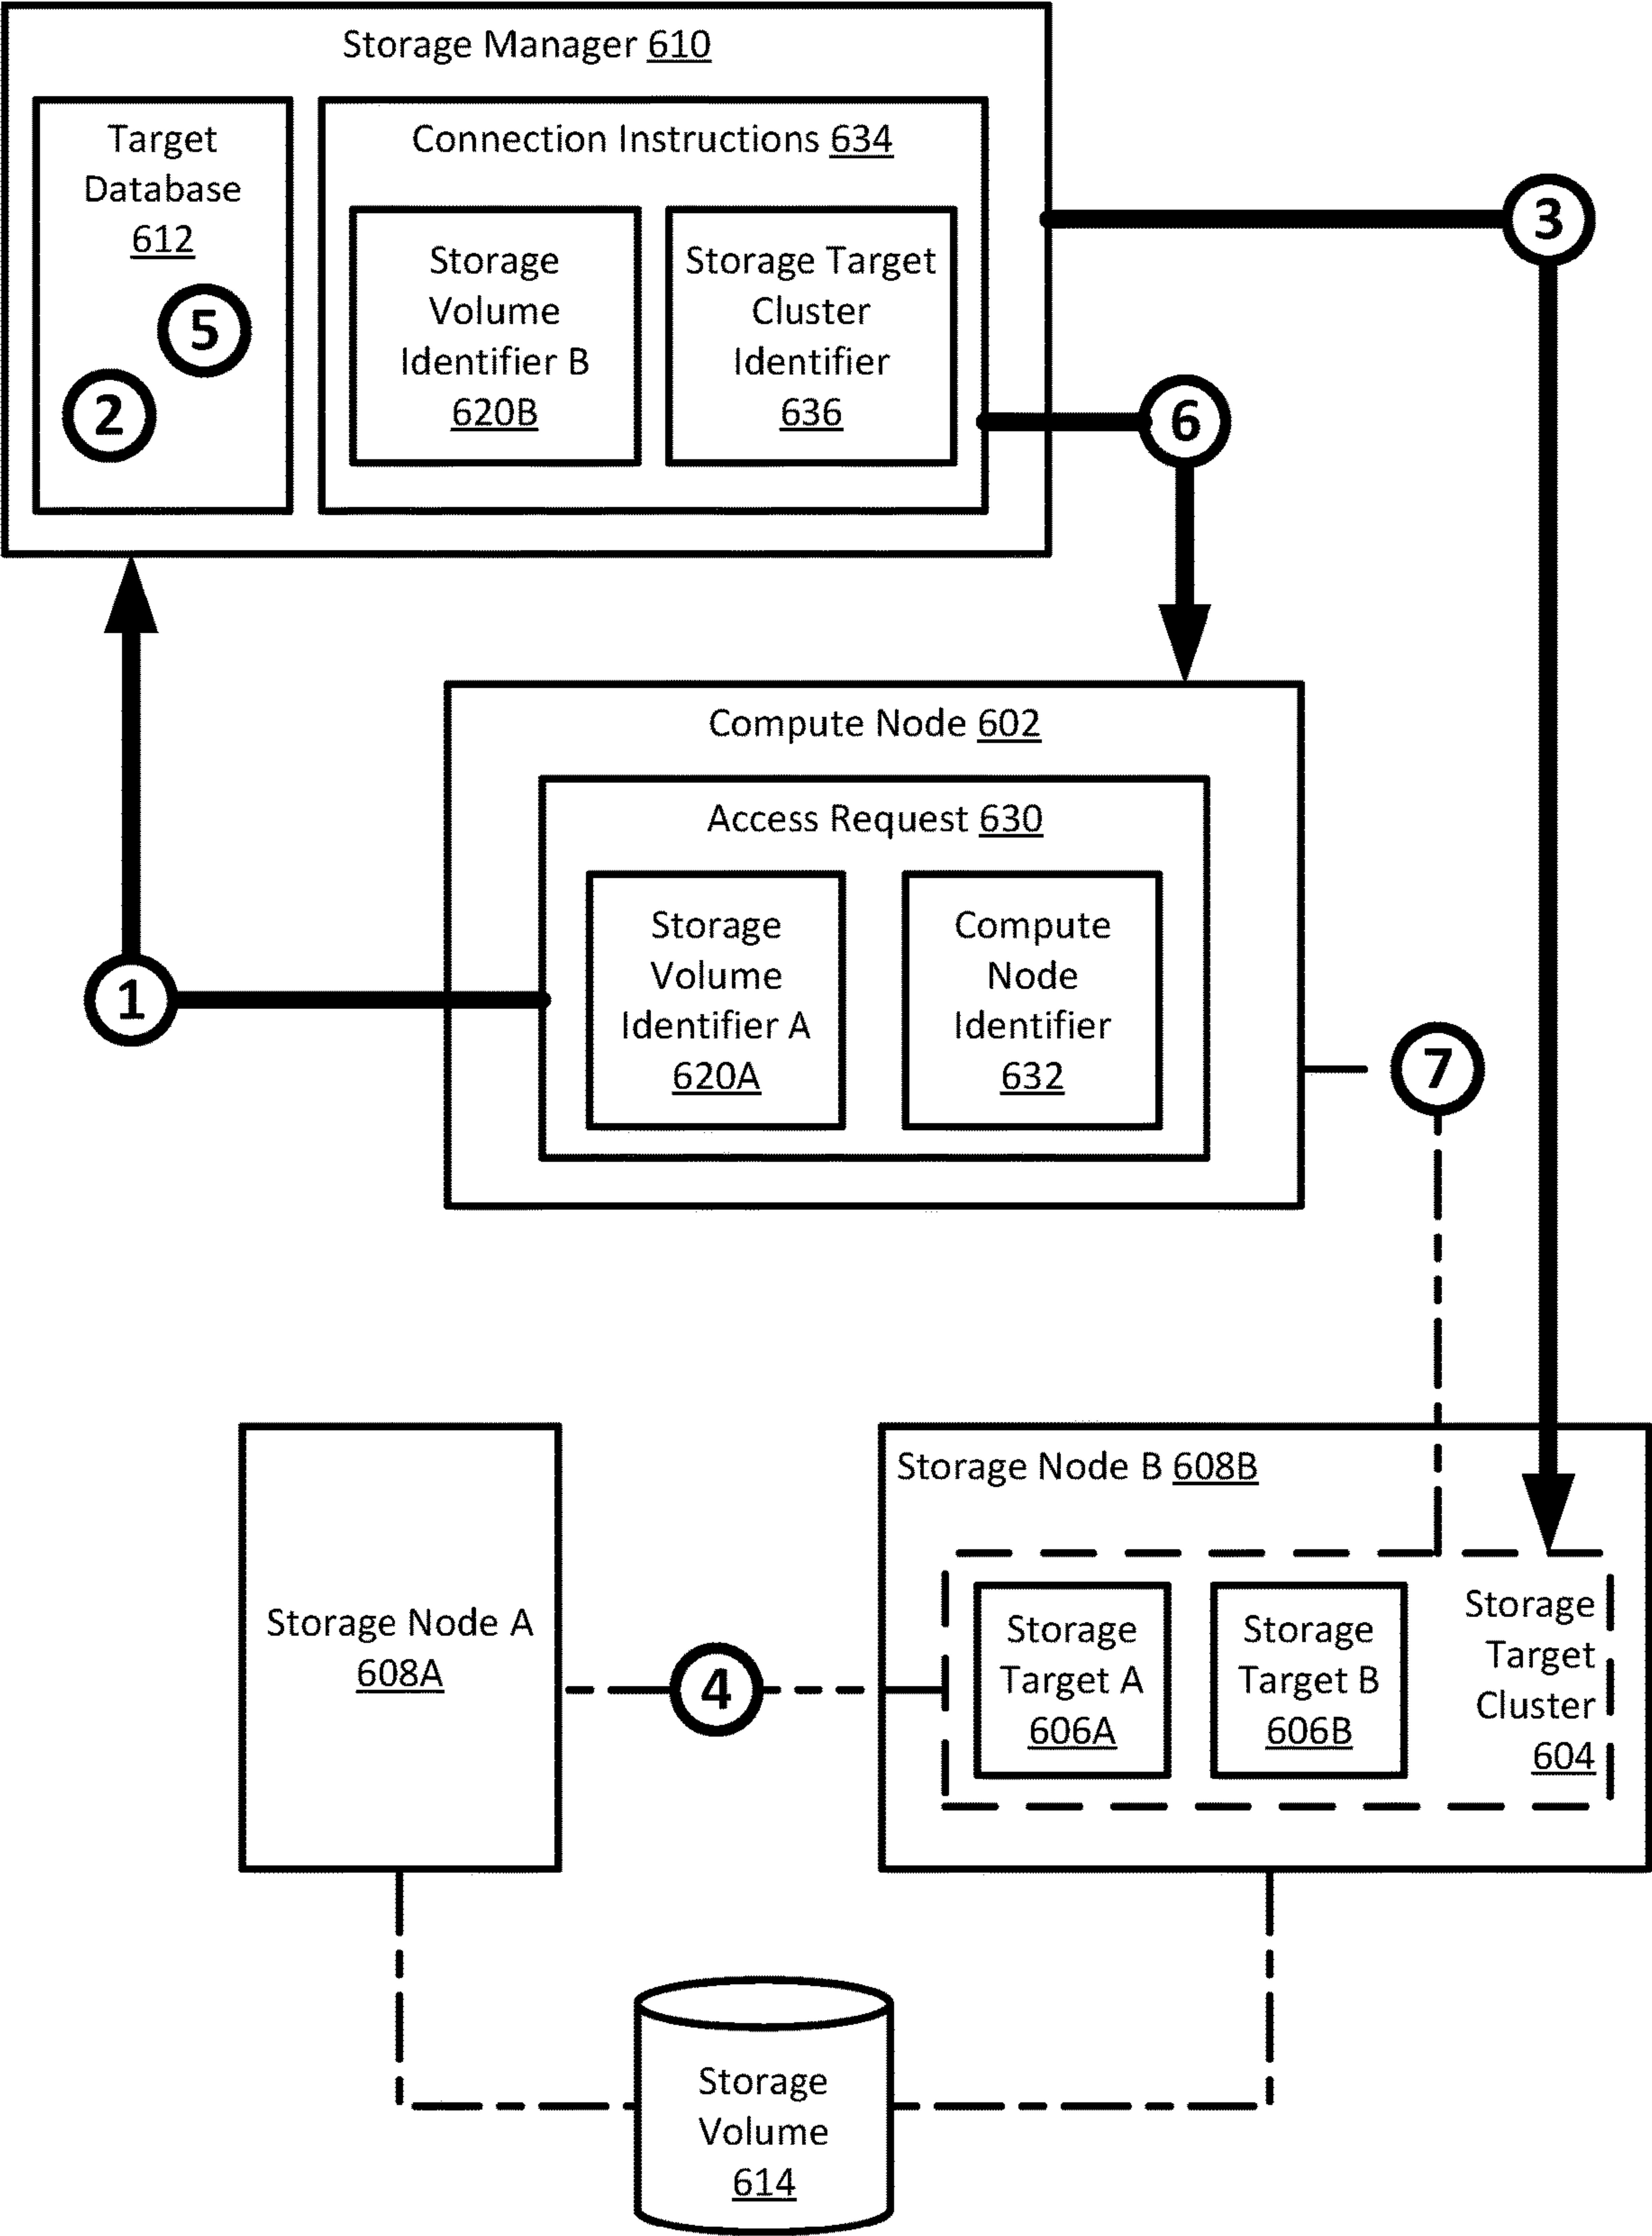 Storage Manager 610
Target
Database
612
5
2
Connection Instructions 634
Storage
Volume
Identifier B
620B
Storage Target
Cluster
Identifier
636
3
6
Compute Node 602
Access Request 630
Storage
Volume
Identifier A
620A
Compute
Node
Identifier
632
1
7
Storage Node A
608A
4
Storage Node B 608B
Storage
Target A
606A
Storage
Target B
606B
Storage
Target
Cluster
604
Storage
Volume
614